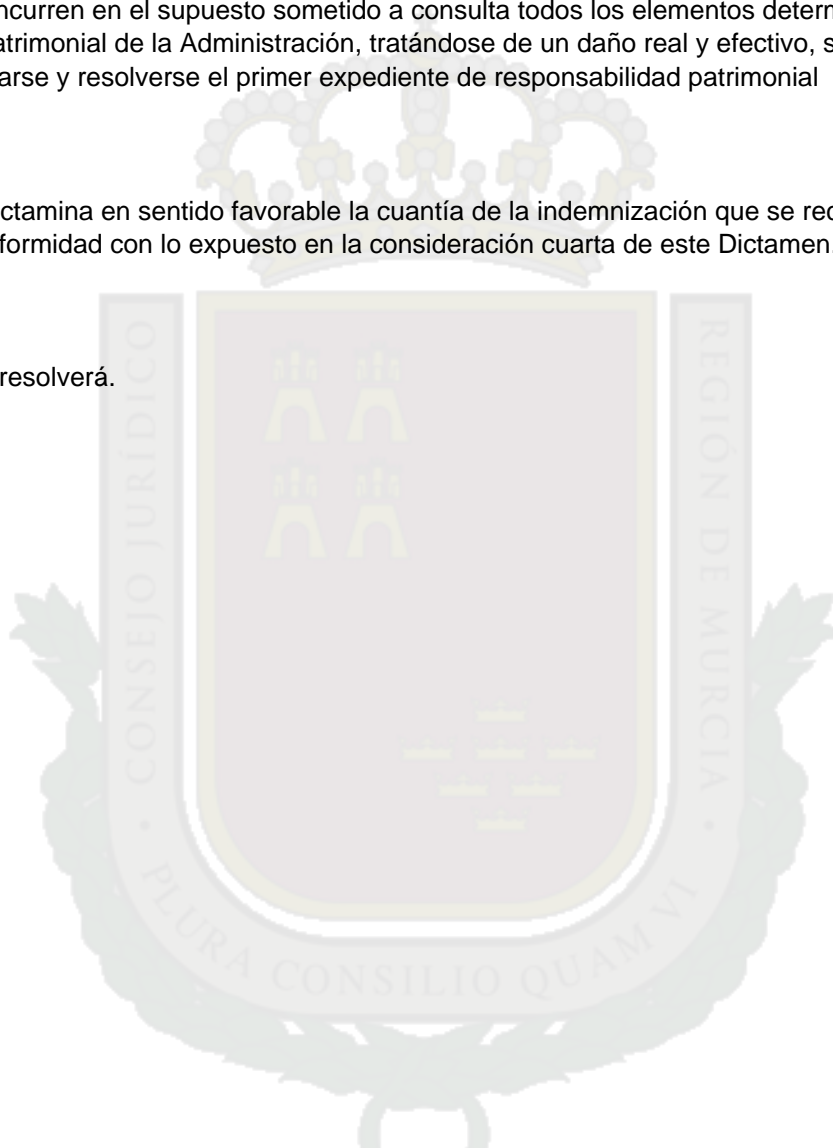 ncurren en el supuesto sometido a consulta todos los elementos determ
atrimonial de la Administración, tratándose de un daño real y efectivo, s
arse y resolverse el primer expediente de responsabilidad patrimonial
ctamina en sentido favorable la cuantía de la indemnización que se rec
formidad con lo expuesto en la consideración cuarta de este Dictamen.
resolverá.
CONSEJO JURÍDICO
REGIÓN DE MURCIA
PLURA CONSILIO QUAM VI